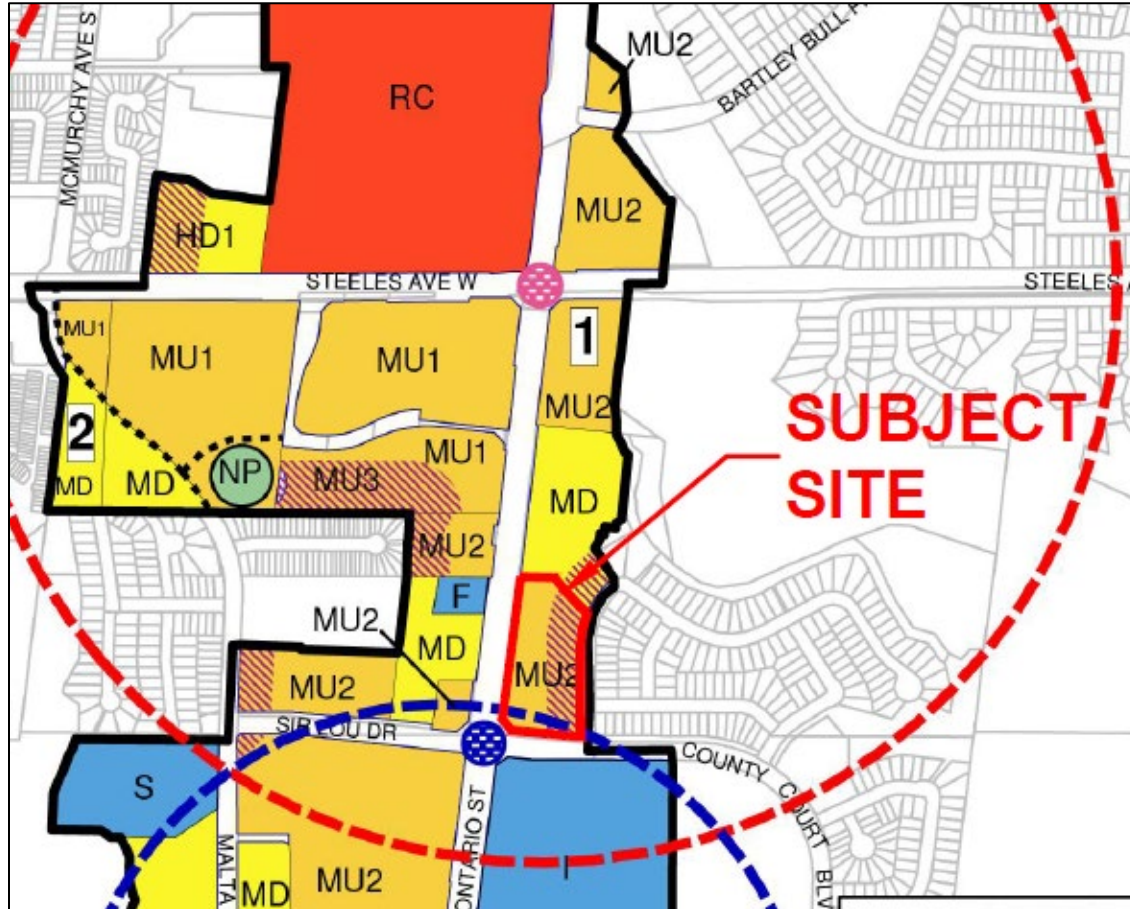 MCMURCHY AVE S
MU2
BARTLEY BULL P
RC
MU2
HD1
STEELES AVE W
STEELES A
MU1
MU1
MU1
1
MU2
2
MU1
SUBJECT
SITE
MD
MD
NP
MU3
MD
MU2
F
MU2
MD
MU2
MU2
SIR LOU DR
S
COUNTY COURT BLV
MALTA
MD
MU2
ONTARIO ST
I